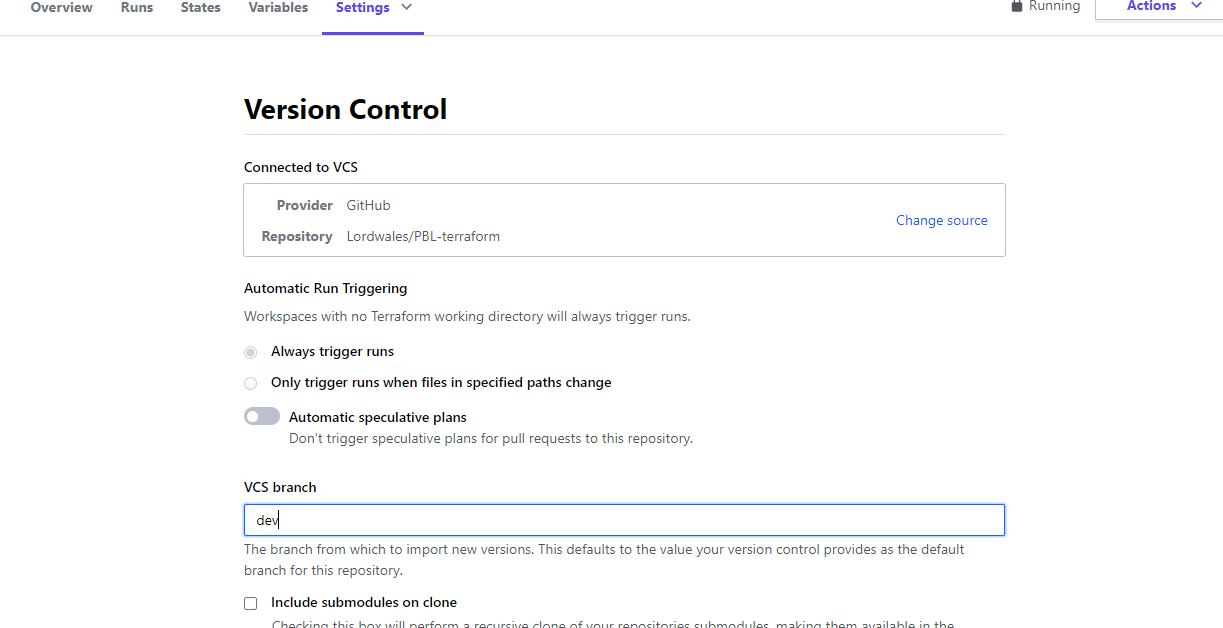 Overview Runs States Variables Settings Running Actions
Version Control
Connected to VCS
Provider GitHub
Change source
Repository Lordwales/PBL-terraform
Automatic Run Triggering
Workspaces with no Terraform working directory will always trigger runs.
Always trigger runs
Only trigger runs when files in specified paths change
Automatic speculative plans
Don't trigger speculative plans for pull requests to this repository.
VCS branch
dev
The branch from which to import new versions. This defaults to the value your version control provides as the default
branch for this repository.
Include submodules on clone
Checking this box will perform a recursive clone of your repositories submodules, making them available in the